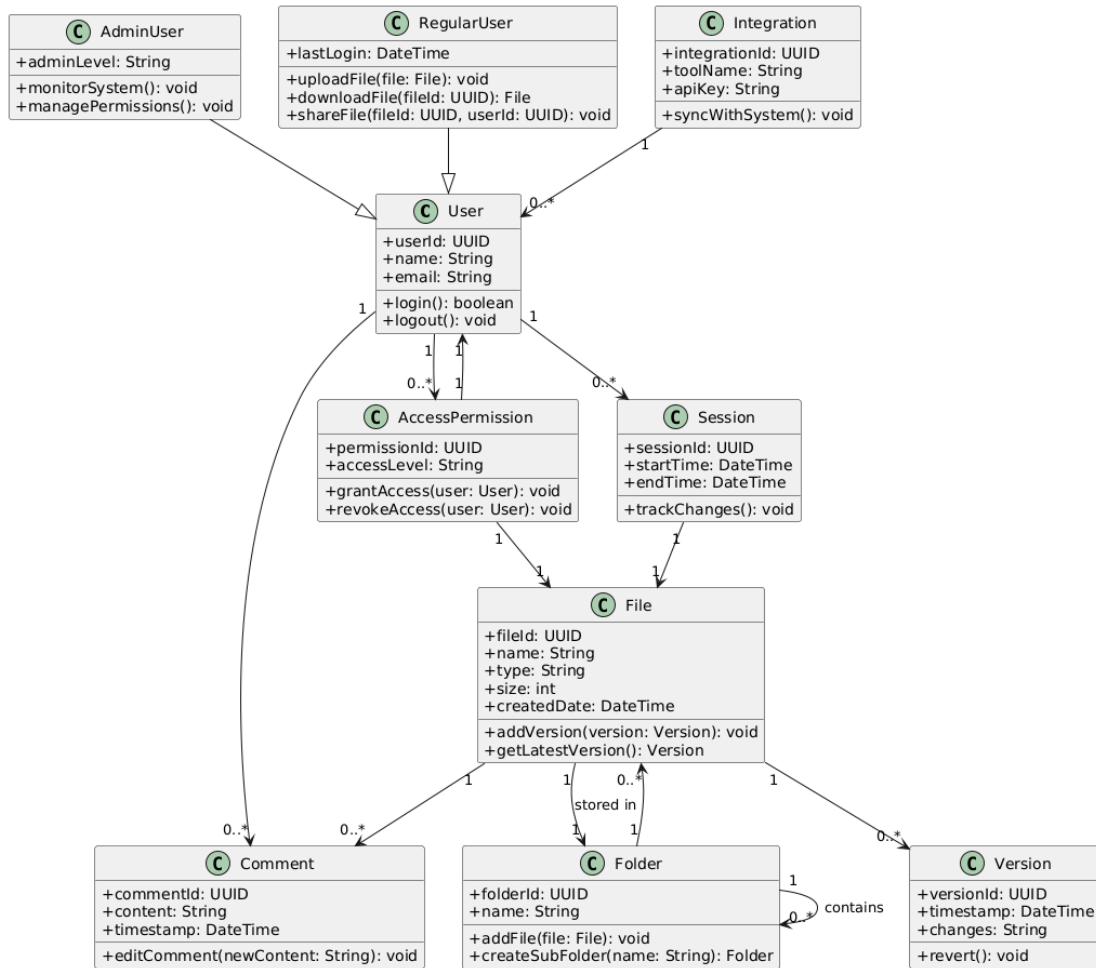 C AdminUser
+adminLevel: String
+monitorSystem(): void
+managePermissions(): void
C RegularUser
+lastLogin: DateTime
+uploadFile(file: File): void
+downloadFile(fileId: UUID): File
+shareFile(fileId: UUID, userId: UUID): void
C Integration
+integrationId: UUID
+toolName: String
+apiKey: String
+syncWithSystem(): void
1
0..*
C User
+userId: UUID
+name: String
+email: String
+login(): boolean
+logout(): void
1
1
0..*
1
1
1
0..*
C AccessPermission
+permissionId: UUID
+accessLevel: String
+grantAccess(user: User): void
+revokeAccess(user: User): void
C Session
+sessionId: UUID
+startTime: DateTime
+endTime: DateTime
+trackChanges(): void
1
1
1
1
C File
+fileId: UUID
+name: String
+type: String
+size: int
+createdDate: DateTime
+addVersion(version: Version): void
+getLatestVersion(): Version
1
1
0..*
1
stored in
0..*
0..*
1
1
0..*
C Comment
+commentId: UUID
+content: String
+timestamp: DateTime
+editComment(newContent: String): void
C Folder
+folderId: UUID
+name: String
+addFile(file: File): void
+createSubFolder(name: String): Folder
1
contains
0..*
C Version
+versionId: UUID
+timestamp: DateTime
+changes: String
+revert(): void